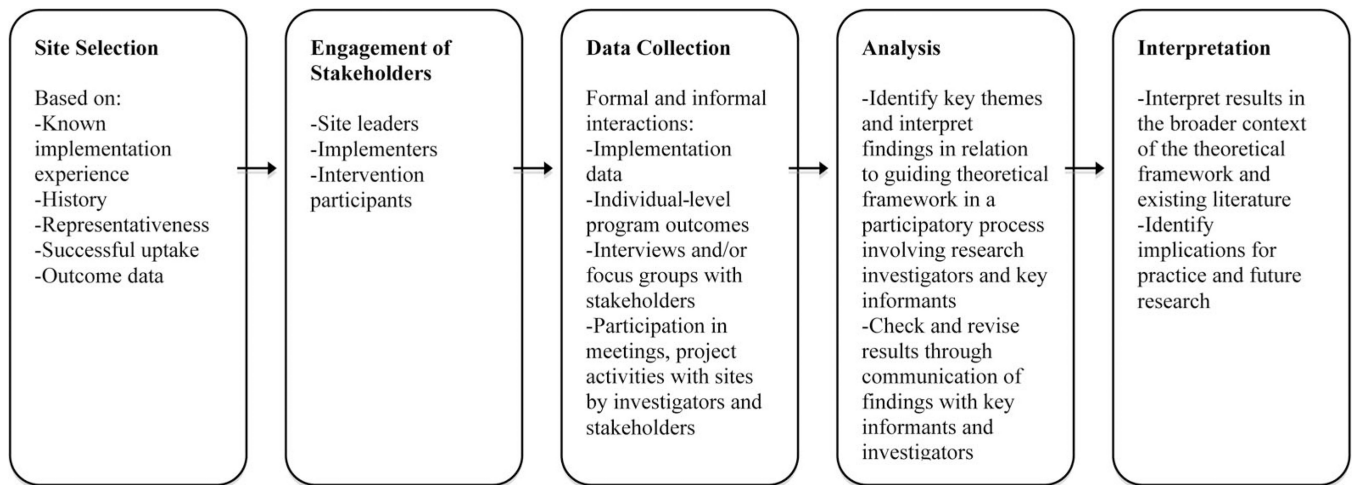 Site Selection
Based on:
-Known
implementation
experience
-History
-Representativeness
-Successful uptake
-Outcome data
Engagement of
Stakeholders
-Site leaders
-Implementers
-Intervention
participants
Data Collection
Formal and informal
interactions:
-Implementation
data
-Individual-level
program outcomes
-Interviews and/or
focus groups with
stakeholders
-Participation in
meetings, project
activities with sites
by investigators and
stakeholders
Analysis
-Identify key themes
and interpret
findings in relation
to guiding theoretical
framework in a
participatory process
involving research
investigators and key
informants
-Check and revise
results through
communication of
findings with key
informants and
investigators
Interpretation
-Interpret results in
the broader context
of the theoretical
framework and
existing literature
-Identify
implications for
practice and future
research